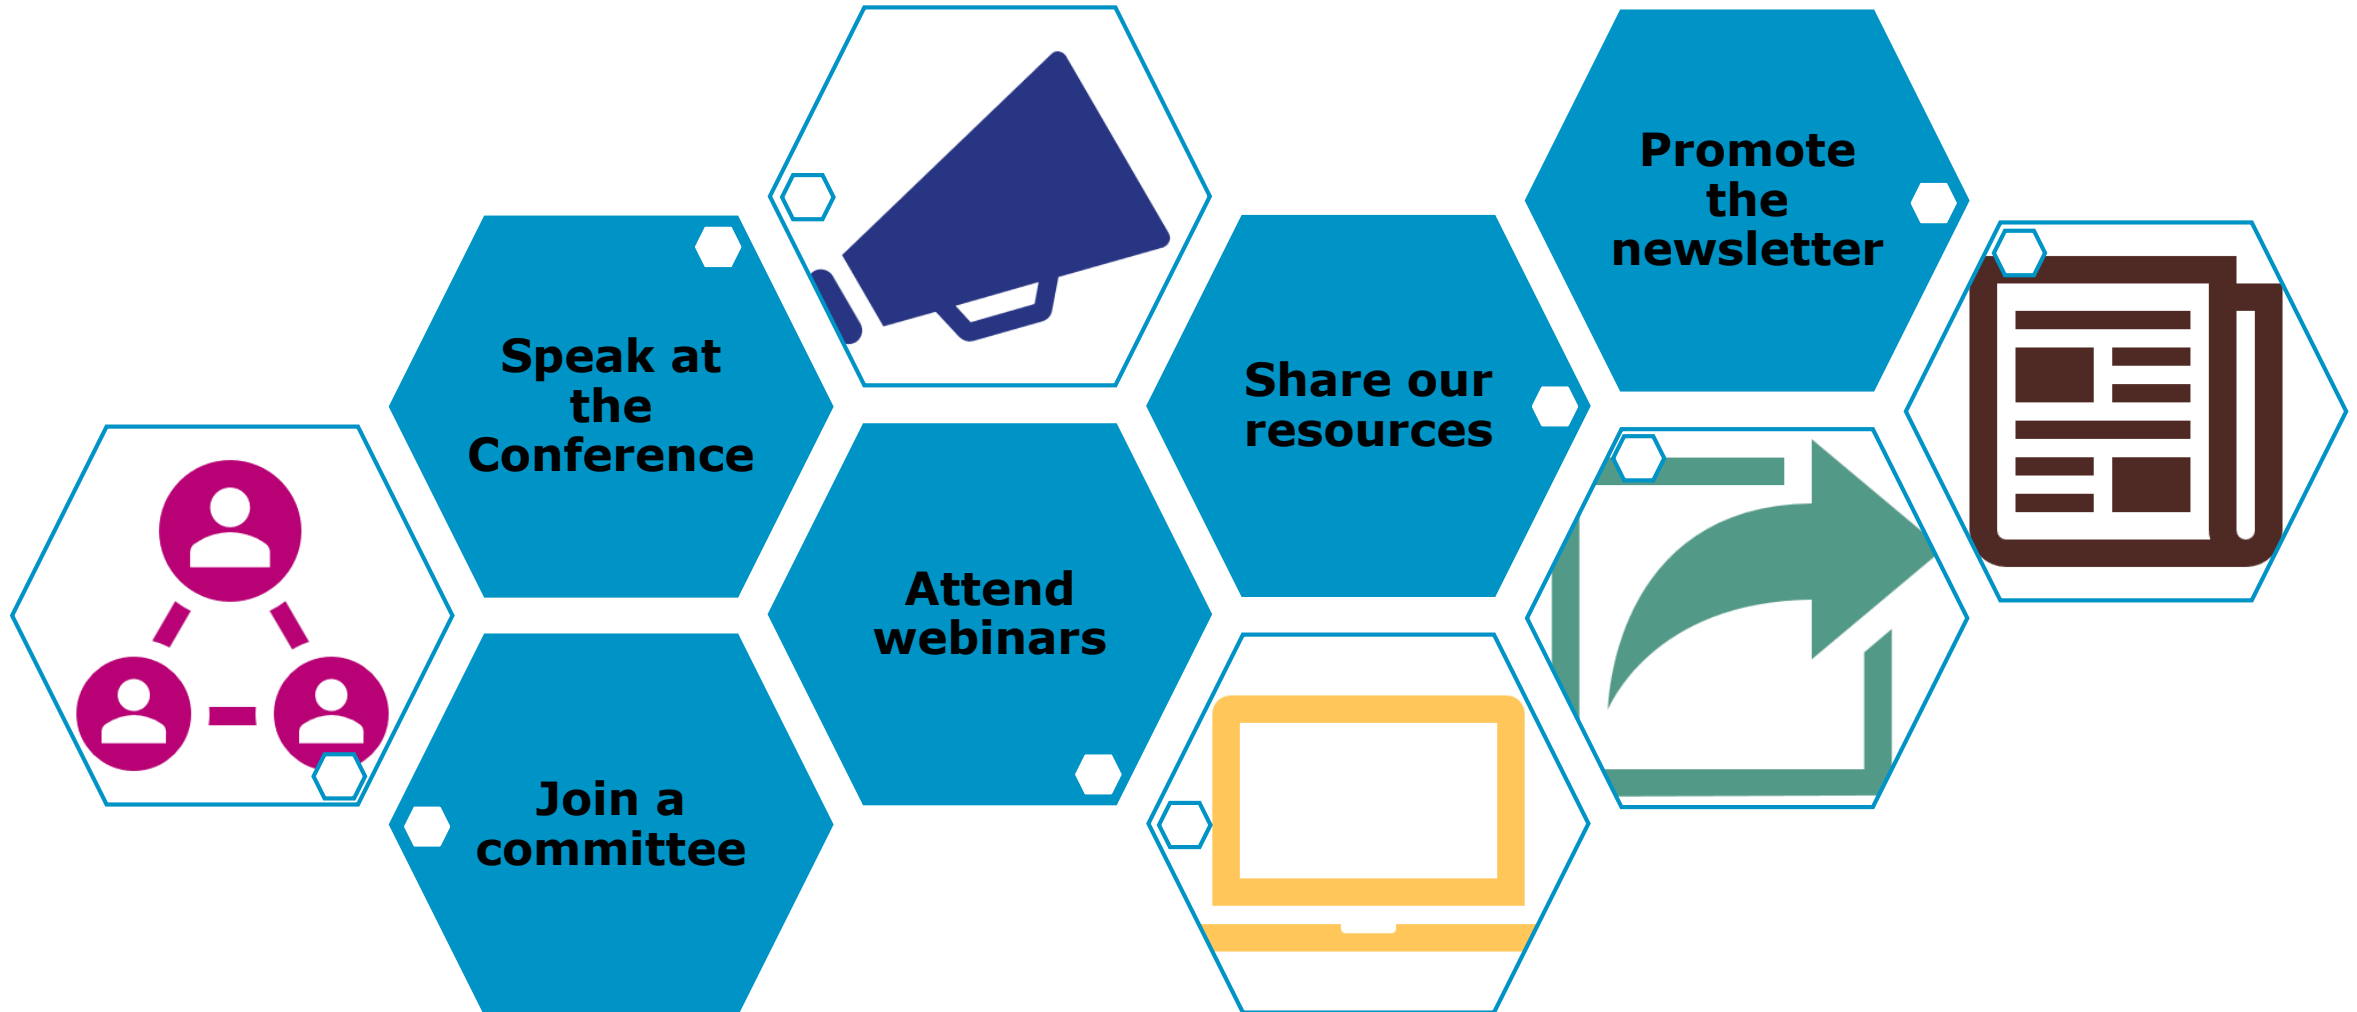 Speak at
the
Conference
Join a
committee
Attend
webinars
Share our
resources
Promote
the
newsletter